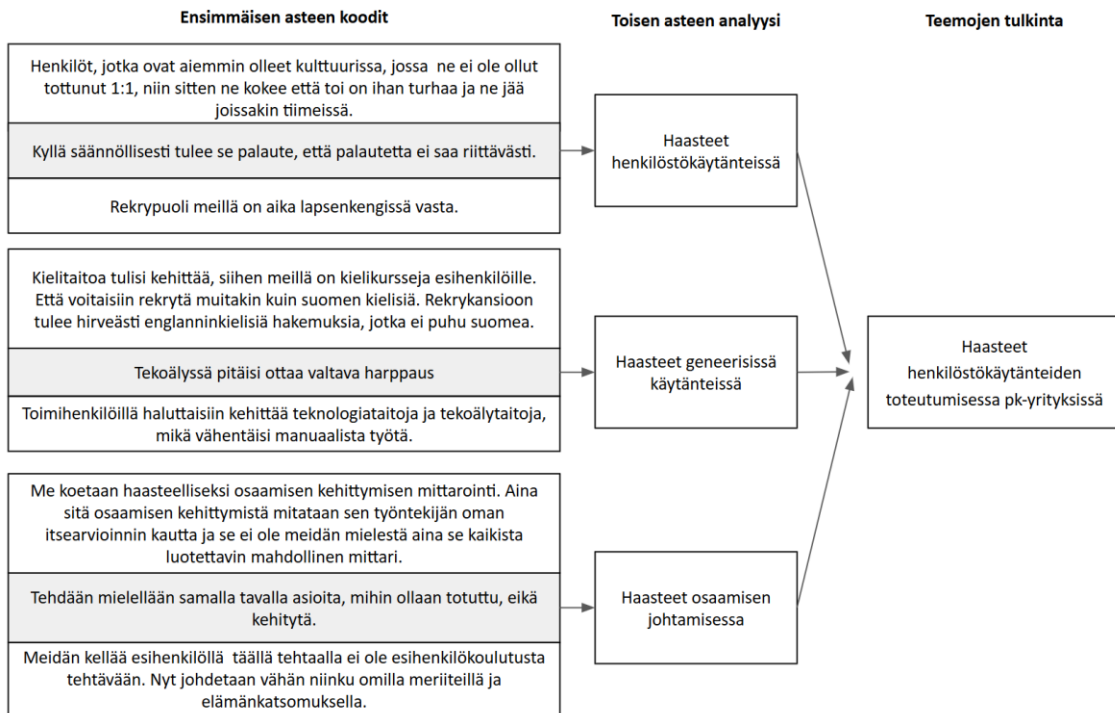 Ensimmäisen asteen koodit
Toisen asteen analyysi
Teemojen tulkinta
Henkilöt, jotka ovat aiemmin olleet kulttuurissa, jossa  ne ei ole ollut
tottunut 1:1, niin sitten ne kokee että toi on ihan turhaa ja ne jää
joissakin tiimeissä.
Kyllä säännöllisesti tulee se palaute, että palautetta ei saa riittävästi.
Rekrypuoli meillä on aika lapsenkengissä vasta.
Haasteet
henkilöstökäytänteissä
Kielitaitoa tulisi kehittää, siihen meillä on kielikursseja esihenkilöille.
Että voitaisiin rekrytä muitakin kuin suomen kielisiä. Rekrykansioon
tulee hirveästi englanninkielisiä hakemuksia, jotka ei puhu suomea.
Tekoälyssä pitäisi ottaa valtava harppaus
Toimihenkilöillä haluttaisiin kehittää teknologiataitoja ja tekoälytaitoja,
mikä vähentäisi manuaalista työtä.
Haasteet geneerisissä
käytänteissä
Haasteet
henkilöstökäytänteiden
toteutumisessa pk-yrityksissä
Me koetaan haasteelliseksi osaamisen kehittymisen mittarointi. Aina
sitä osaamisen kehittymistä mitataan sen työntekijän oman
itsearvioinnin kautta ja se ei ole meidän mielestä aina se kaikista
luotettavin mahdollinen mittari.
Tehdään mielellään samalla tavalla asioita, mihin ollaan totuttu, eikä
kehitytä.
Meidän kellää esihenkilöllä  täällä tehtaalla ei ole esihenkilökoulutusta
tehtävään. Nyt johdetaan vähän niinku omilla meriiteillä ja
elämänkatsomuksella.
Haasteet osaamisen
johtamisessa